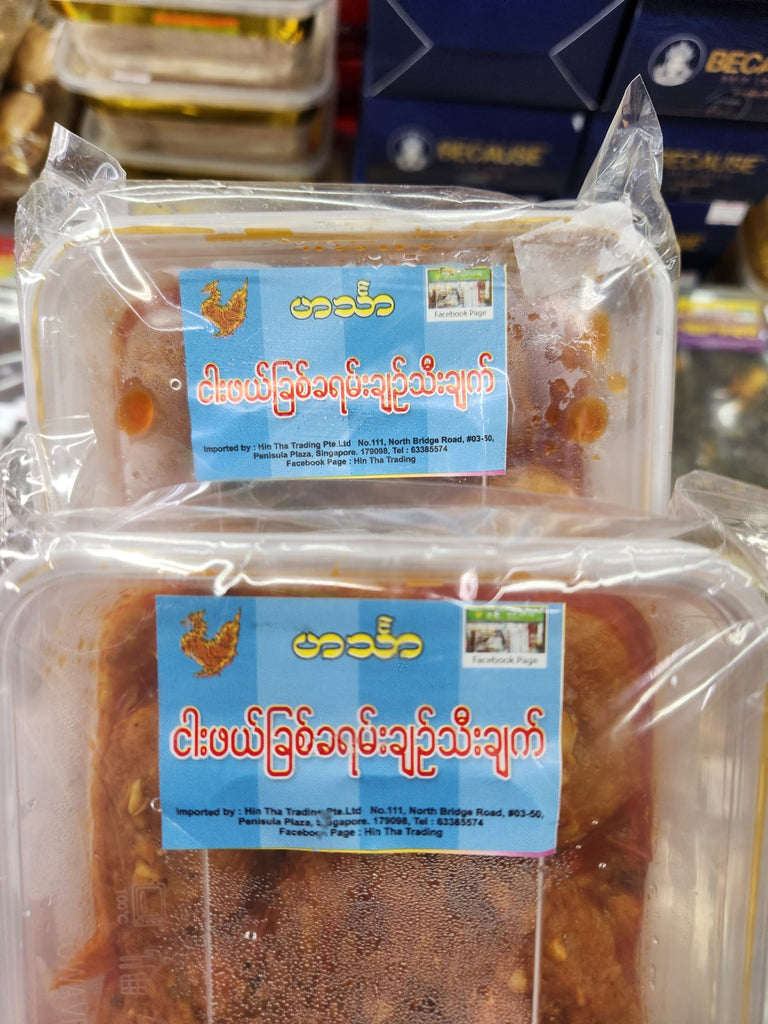 BECAUSE
BECAUSE
ဟင်္သာ
Facebook Page
ငါးဖယ်ခြစ်ခရမ်းချဉ်သီးချက်
Imported by : Hin Tha Trading Pte.Ltd No.111, North Bridge Road, #03-50,
Penisula Plaza, Singapore. 179098, Tel : 63385574
Facebook Page : Hin Tha Trading
ဟင်္သာ
Facebook Page
ငါးဖယ်ခြစ်ခရမ်းချဉ်သီးချက်
Imported by : Hin Tha Trading Pte.Ltd No.111, North Bridge Road, #03-50,
Penisula Plaza, Singapore. 179098, Tel : 63385574
Facebook Page : Hin Tha Trading